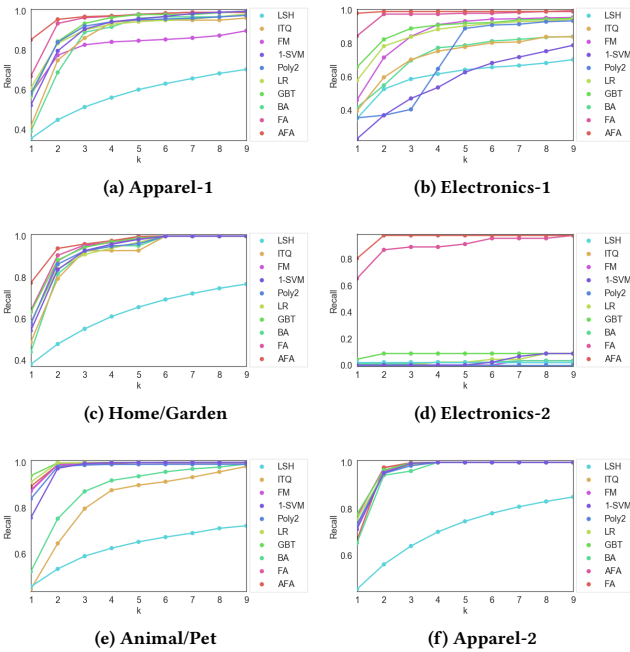 1.0
0.8
0.6
0.4
Recall
1 2 3 4 5 6 7 8 9
k
LSH
ITQ
FM
1-SVM
Poly2
LR
GBT
BA
FA
AFA
(a) Apparel-1
1.0
0.8
0.6
0.4
Recall
1 2 3 4 5 6 7 8 9
k
LSH
ITQ
FM
1-SVM
Poly2
LR
GBT
BA
FA
AFA
(b) Electronics-1
1.0
0.8
0.6
0.4
Recall
1 2 3 4 5 6 7 8 9
k
LSH
ITQ
FM
1-SVM
Poly2
LR
GBT
BA
FA
AFA
(c) Home/Garden
1.0
0.8
0.6
0.4
0.2
0.0
Recall
1 2 3 4 5 6 7 8 9
k
LSH
ITQ
FM
1-SVM
Poly2
LR
GBT
BA
FA
AFA
(d) Electronics-2
1.0
0.8
0.6
Recall
1 2 3 4 5 6 7 8 9
k
LSH
ITQ
FM
1-SVM
Poly2
LR
GBT
BA
FA
AFA
(e) Animal/Pet
1.0
0.8
0.6
Recall
1 2 3 4 5 6 7 8 9
k
LSH
ITQ
FM
1-SVM
Poly2
LR
GBT
BA
AFA
FA
(f) Apparel-2